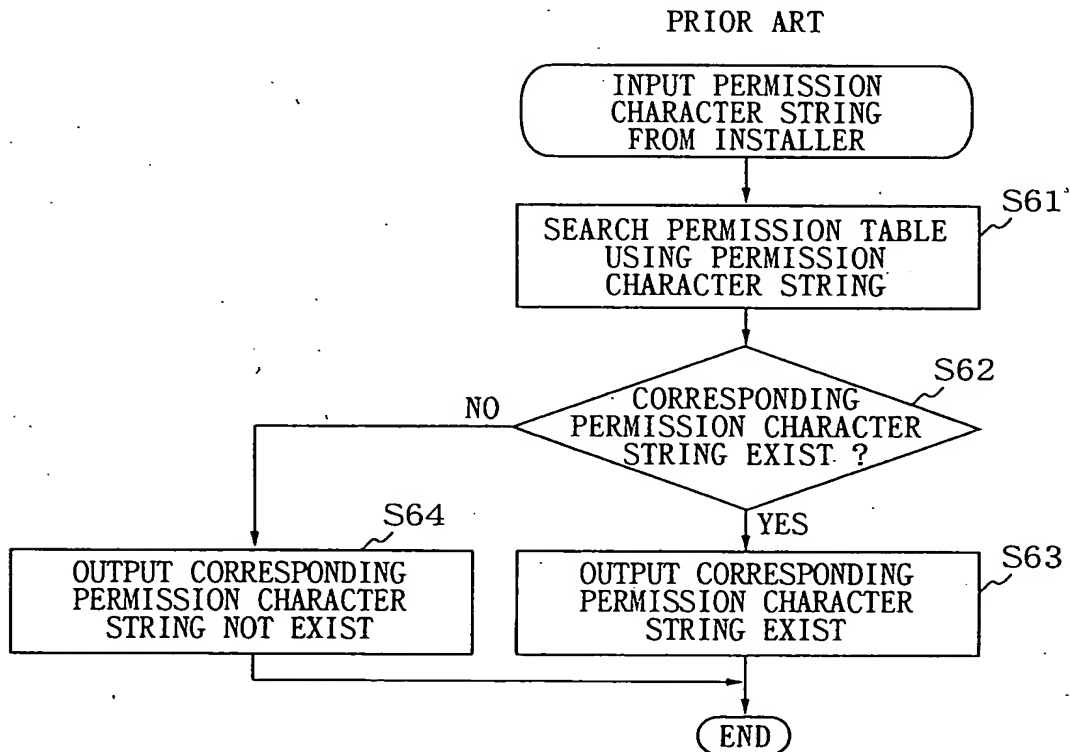 PRIOR ART
INPUT PERMISSION
CHARACTER STRING
FROM INSTALLER
S61
SEARCH PERMISSION TABLE
USING PERMISSION
CHARACTER STRING
S62
CORRESPONDING
PERMISSION CHARACTER
STRING EXIST ?
NO
YES
S64
OUTPUT CORRESPONDING
PERMISSION CHARACTER
STRING NOT EXIST
S63
OUTPUT CORRESPONDING
PERMISSION CHARACTER
STRING EXIST
END